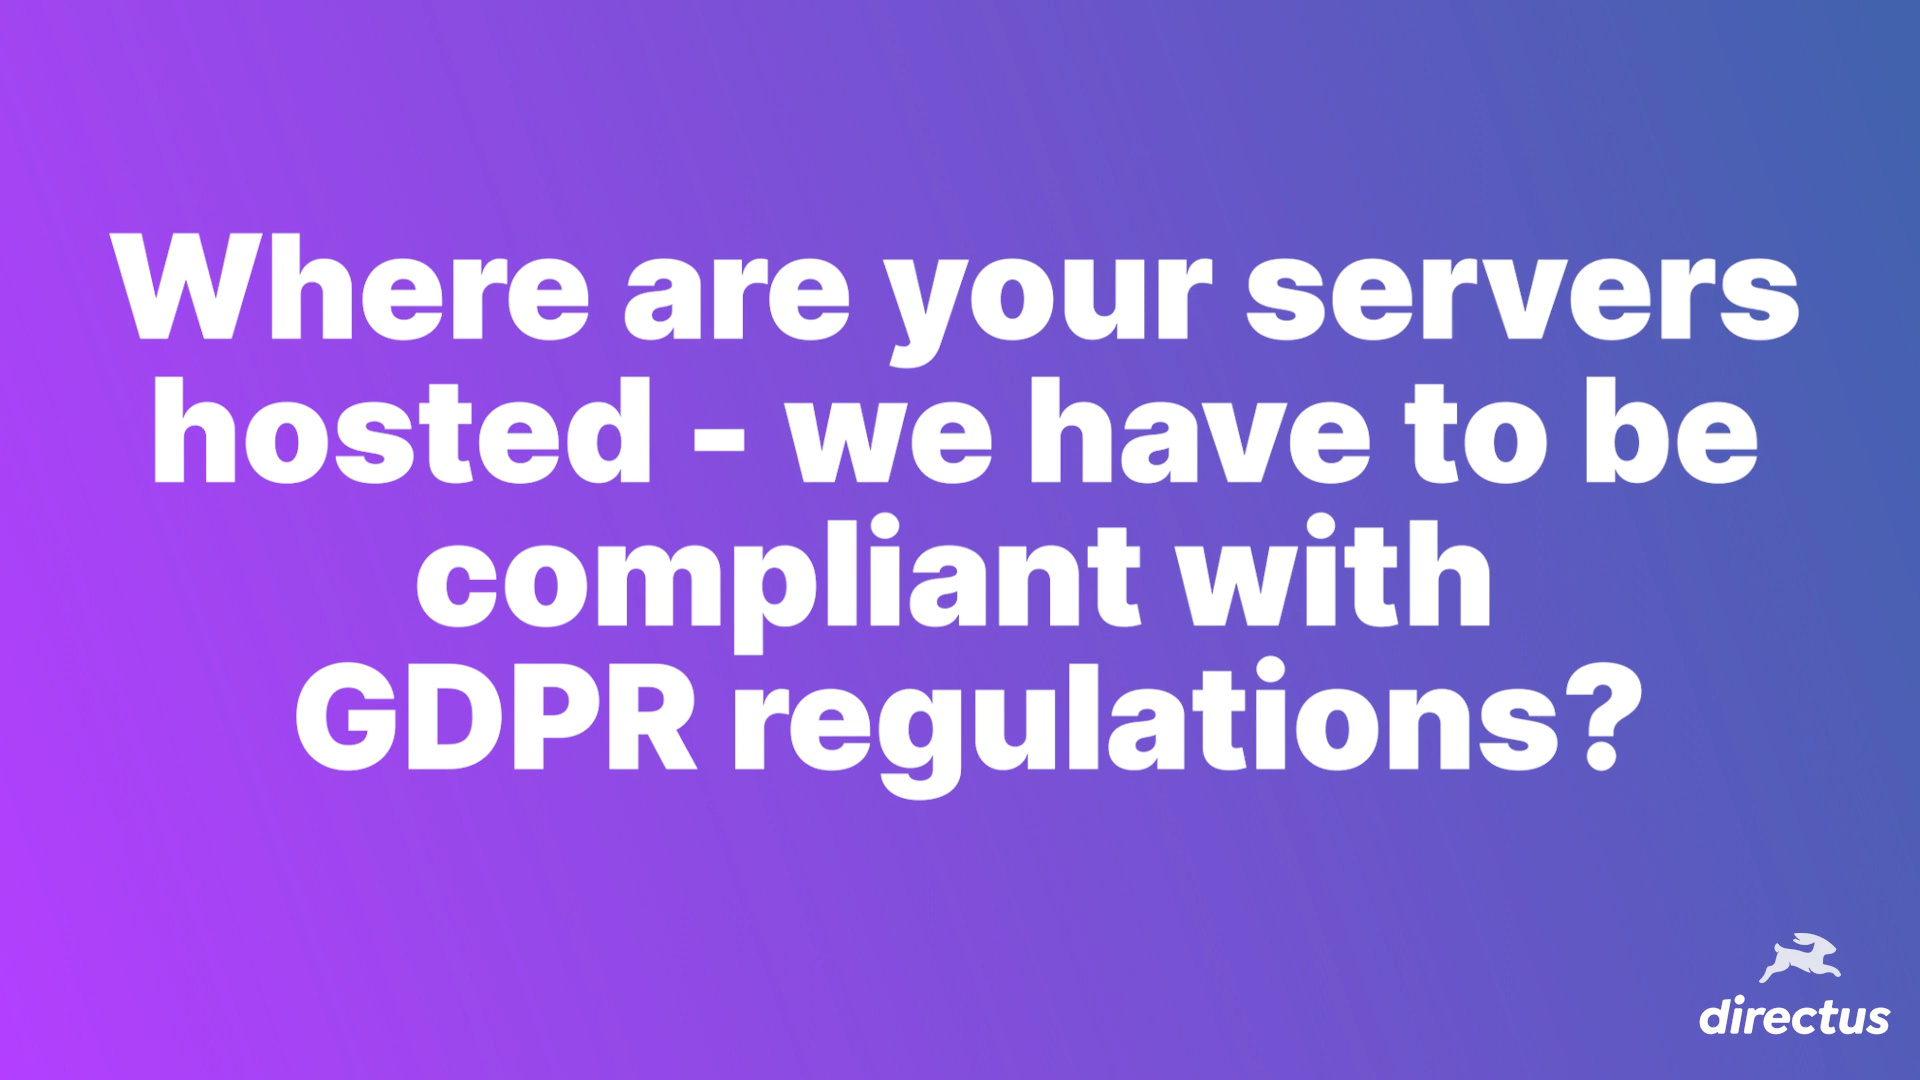 Where are your servers
hosted - we have to be
compliant with
GDPR regulations?
directus